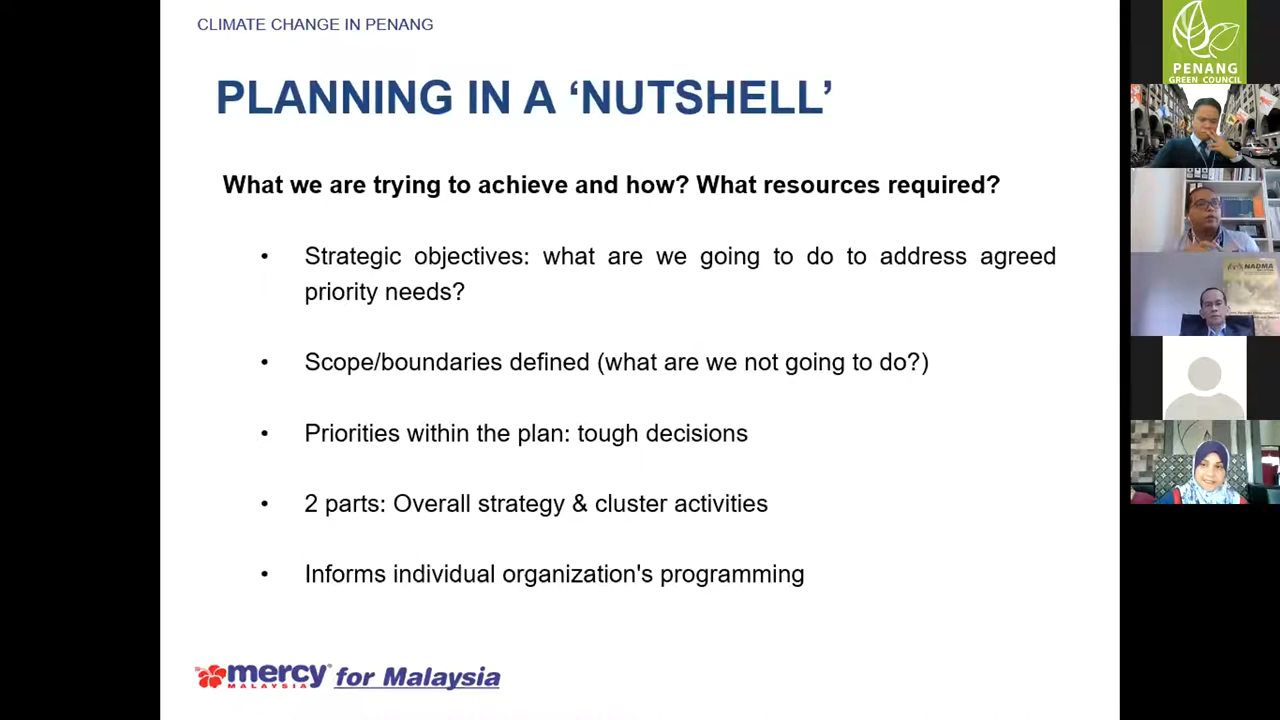 CLIMATE CHANGE IN PENANG
PLANNING IN A ‘NUTSHELL’
What we are trying to achieve and how? What resources required?
• Strategic objectives: what are we going to do to address agreed
priority needs?
• Scope/boundaries defined (what are we not going to do?)
• Priorities within the plan: tough decisions
• 2 parts: Overall strategy & cluster activities
• Informs individual organization's programming
mercy for Malaysia
MALAYSIA
PENANG
GREEN COUNCIL
NADMA